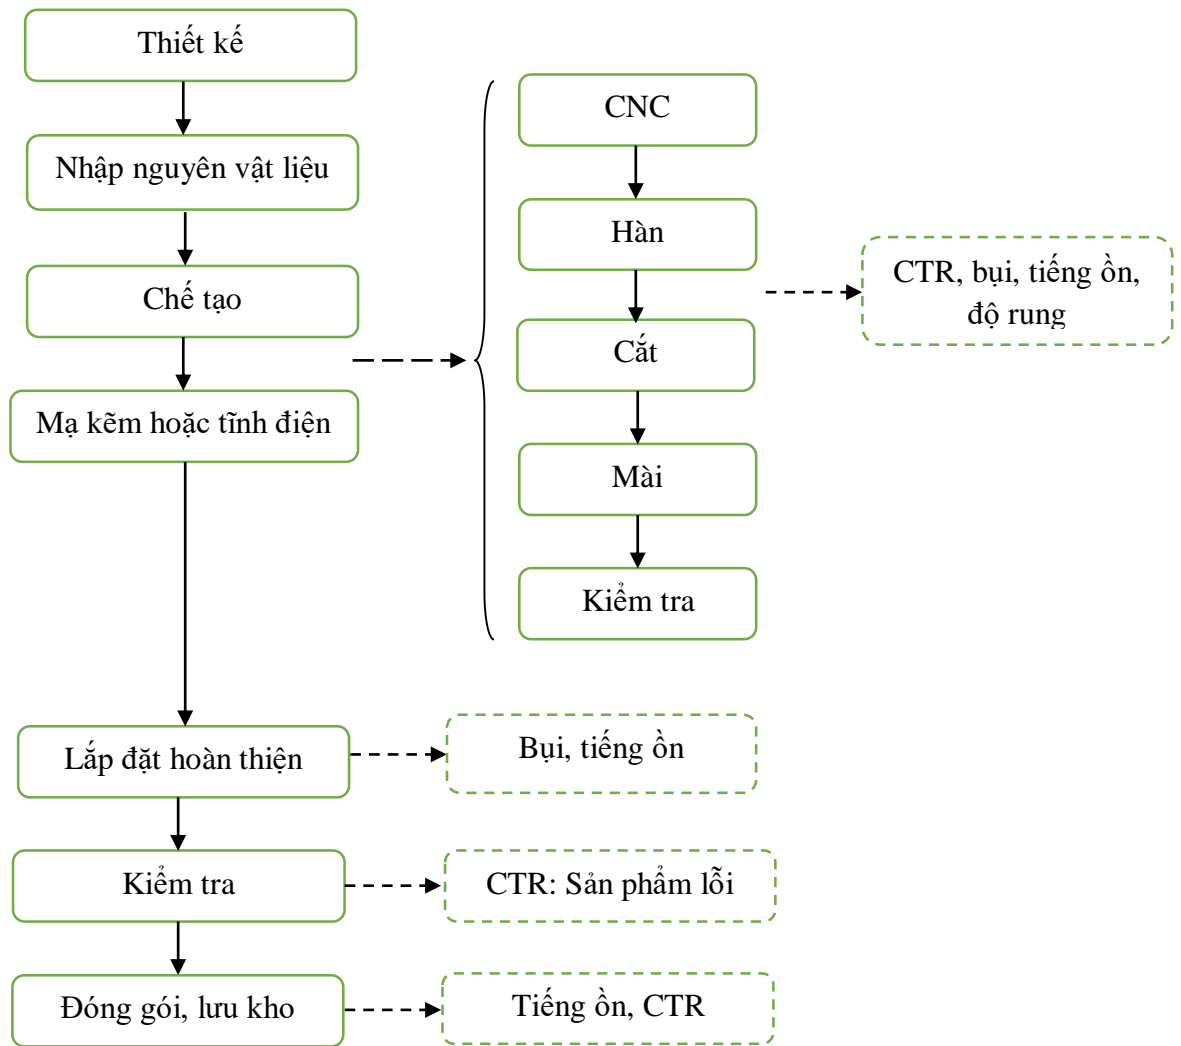 Thiết kế
Nhập nguyên vật liệu
Chế tạo
Mạ kẽm hoặc tĩnh điện
CNC
Hàn
Cắt
Mài
Kiểm tra
CTR, bụi, tiếng ồn,
độ rung
Lắp đặt hoàn thiện
Bụi, tiếng ồn
Kiểm tra
CTR: Sản phẩm lỗi
Đóng gói, lưu kho
Tiếng ồn, CTR